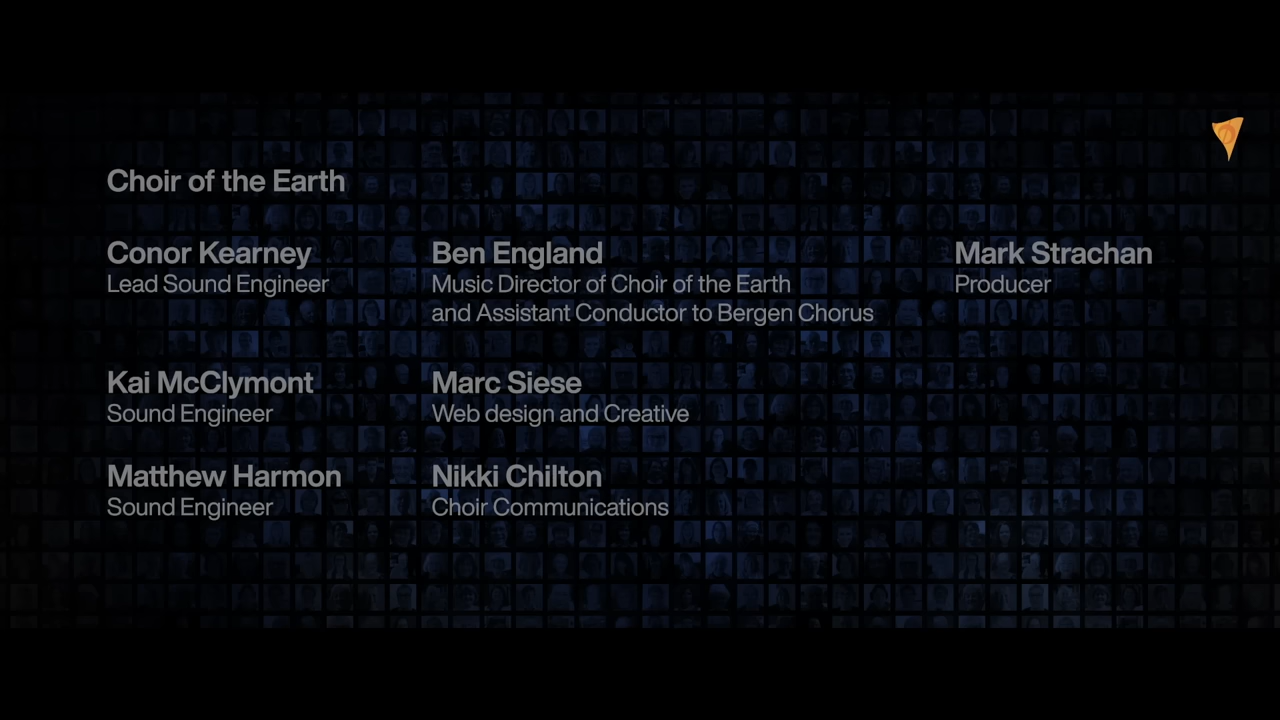 Choir of the Earth
Conor Kearney
Lead Sound Engineer
Ben England
Music Director of Choir of the Earth
and Assistant Conductor to Bergen Chorus
Mark Strachan
Producer
Kai McClymont
Sound Engineer
Marc Siese
Web design and Creative
Matthew Harmon
Sound Engineer
Nikki Chilton
Choir Communications